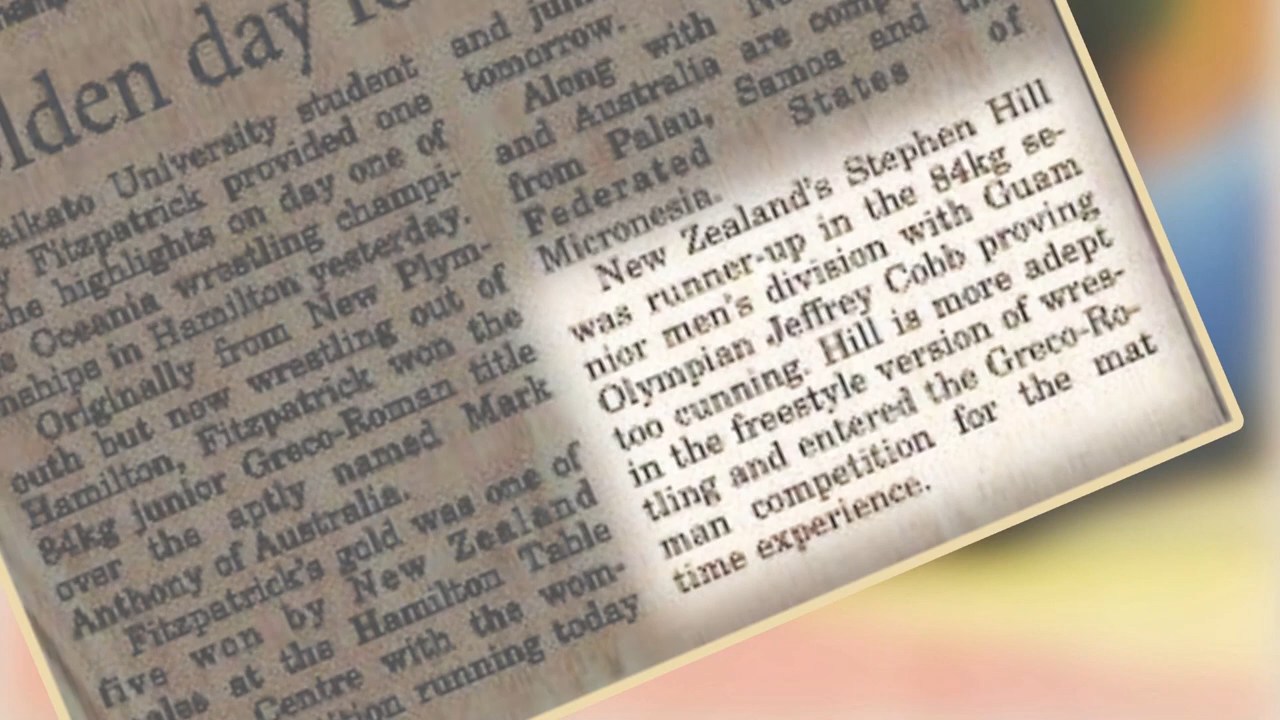 lden day
aikato University student
Fitzpatrick provided one
the highlights on day one of
Oceania wrestling champi-
nships in Hamilton yesterday.
Originally from New Plym-
outh but now wrestling out of
Hamilton, Fitzpatrick won the
84kg junior Greco-Roman title
over the aptly named Mark
Anthony of Australia.
Fitzpatrick's gold was one of
five won by New Zealand
at the Hamilton Table
Centre with the wom-
running today
and
tomorrow.
Along with
and Australia are
from Palau, Samoa and
Federated States of
Micronesia.
New Zealand's Stephen Hill
was runner-up in the 84kg se-
nior men's division with Guam
Olympian Jeffrey Cobb proving
too cunning. Hill is more adept
in the freestyle version of wres-
tling and entered the Greco-Ro-
man competition for the mat
time experience.